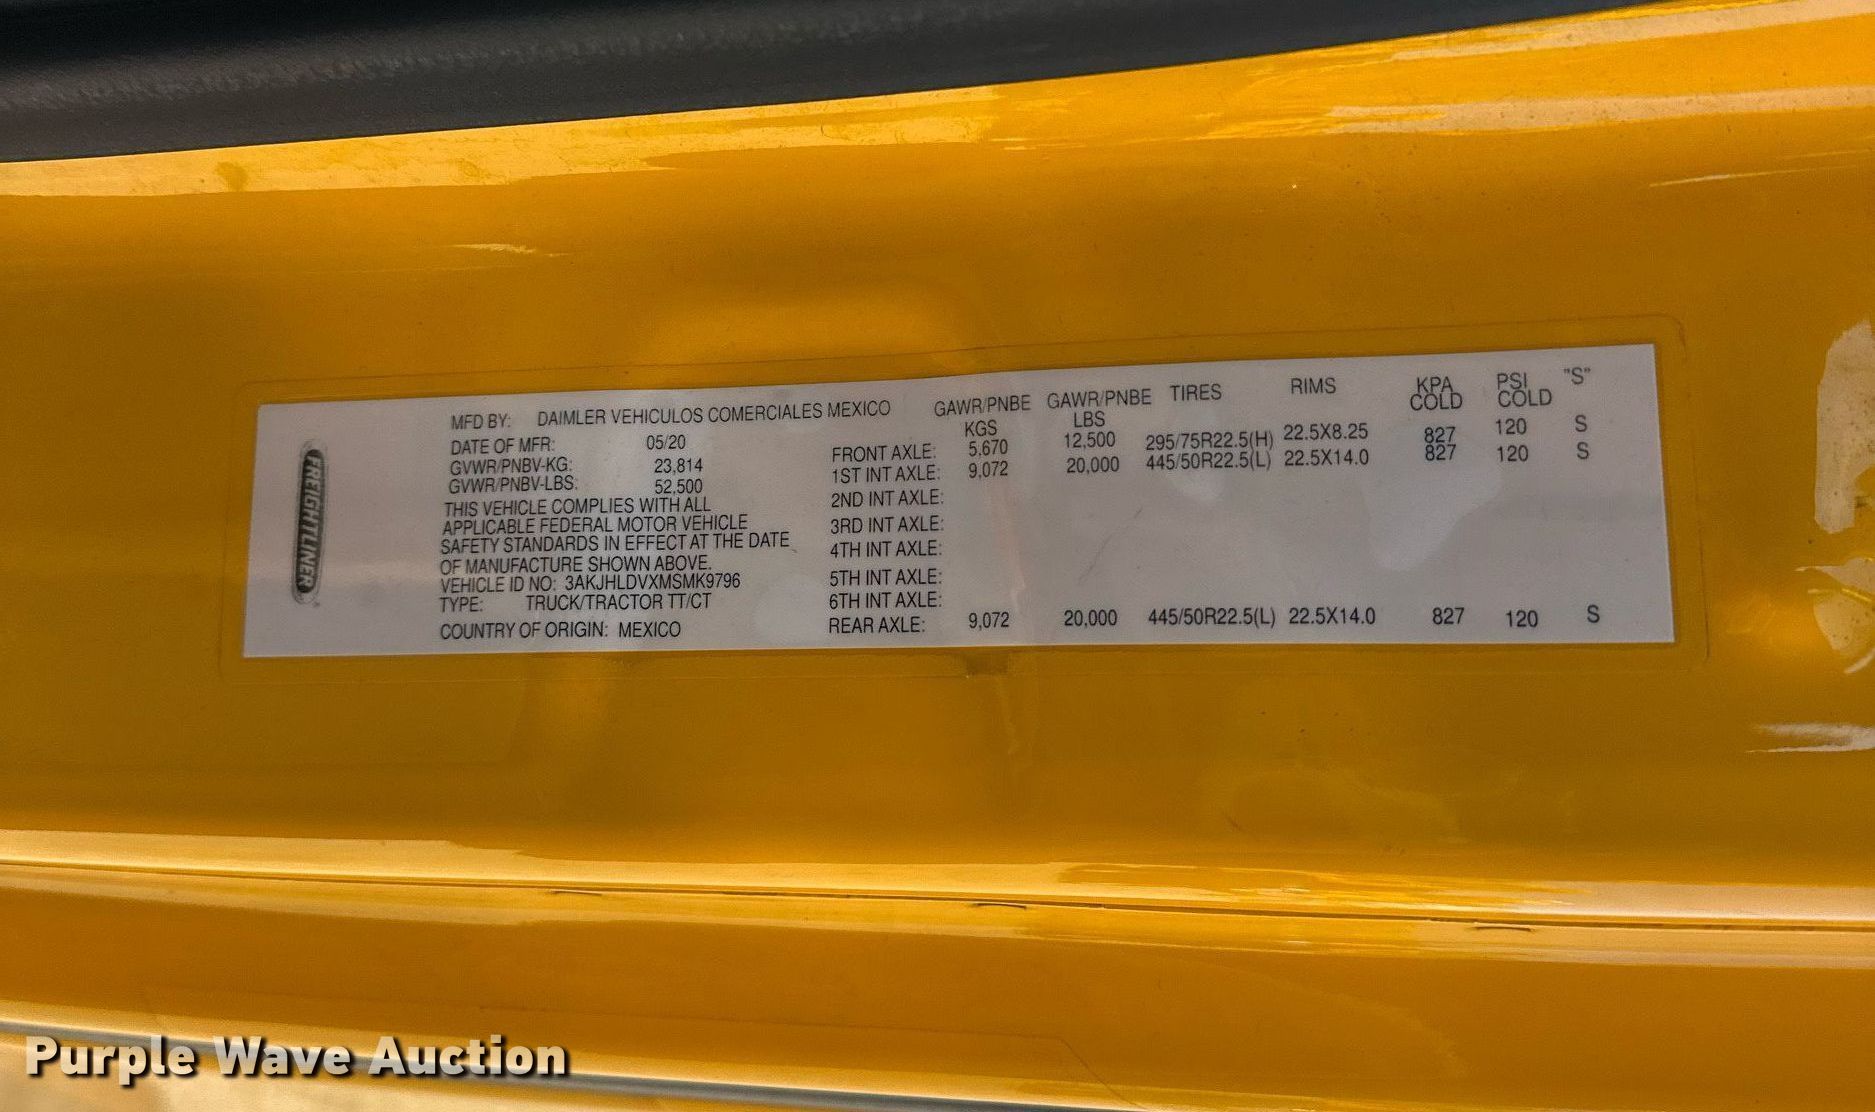 FREIGHTLINER
MFD BY: DAIMLER VEHICULOS COMERCIALES MEXICO
DATE OF MFR: 05/20
GVWR/PNBV-KG: 23,814
GVWR/PNBV-LBS: 52,500
THIS VEHICLE COMPLIES WITH ALL
APPLICABLE FEDERAL MOTOR VEHICLE
SAFETY STANDARDS IN EFFECT AT THE DATE
OF MANUFACTURE SHOWN ABOVE.
VEHICLE ID NO: 3AKJHLDVXMSMK9796
TYPE: TRUCK/TRACTOR TT/CT
COUNTRY OF ORIGIN: MEXICO
GAWR/PNBE GAWR/PNBE TIRES RIMS KPA PSI "S"
KGS LBS COLD COLD
FRONT AXLE: 5,670 12,500 295/75R22.5(H) 22.5X8.25 827 120 S
1ST INT AXLE: 9,072 20,000 445/50R22.5(L) 22.5X14.0 827 120 S
2ND INT AXLE:
3RD INT AXLE:
4TH INT AXLE:
5TH INT AXLE:
6TH INT AXLE:
REAR AXLE: 9,072 20,000 445/50R22.5(L) 22.5X14.0 827 120 S
Purple Wave Auction